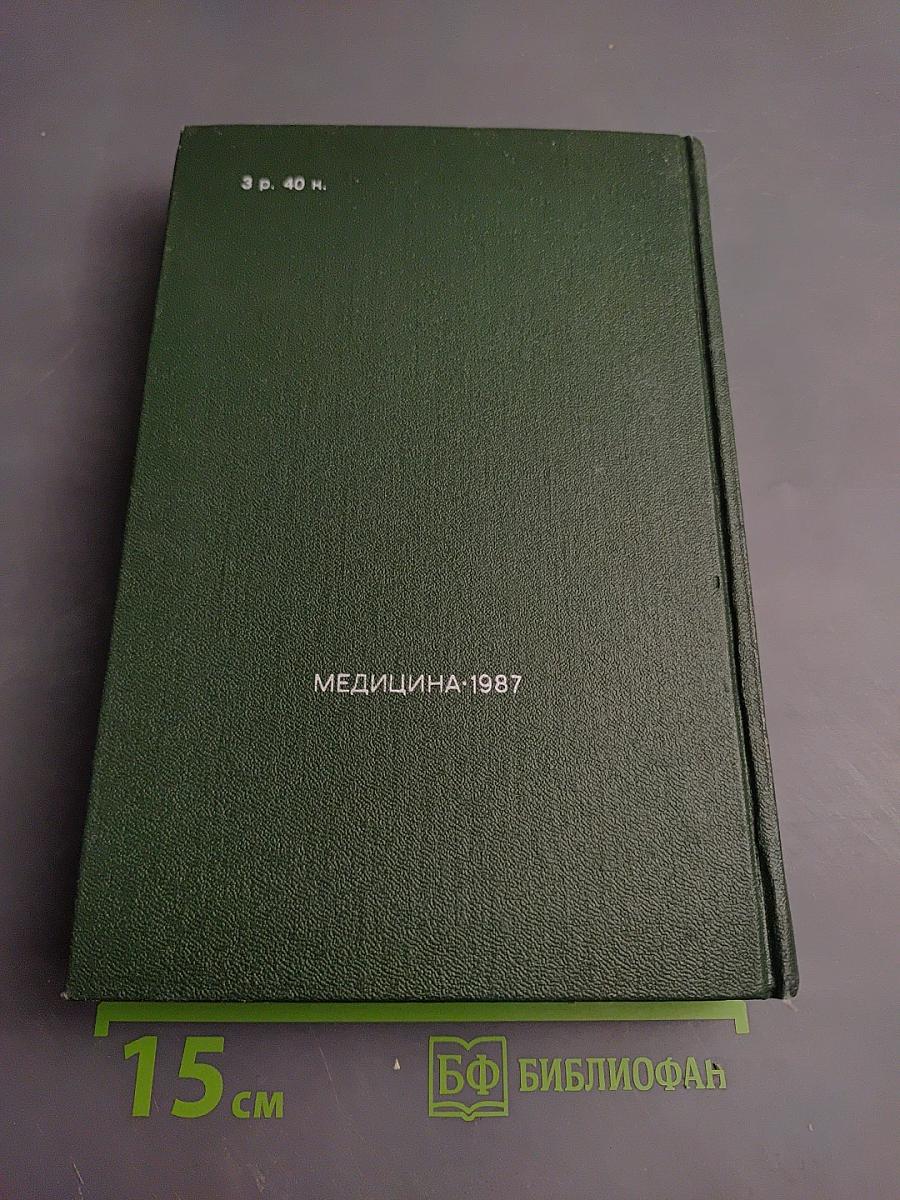 3 р. 40 к.
МЕДИЦИНА·1987
15 см
БФ БИБЛИОФАН